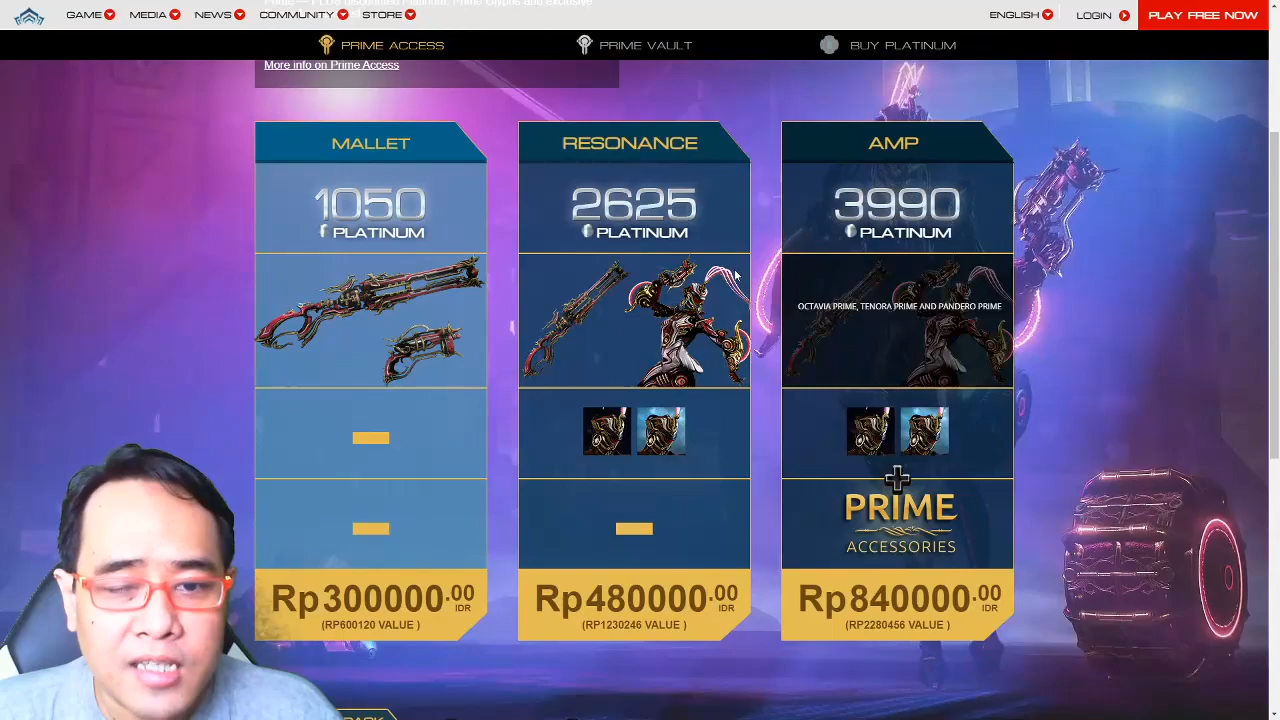 GAME MEDIA NEWS COMMUNITY STORE ENGLISH LOGIN PLAY FREE NOW
PRIME ACCESS PRIME VAULT BUY PLATINUM
More info on Prime Access
MALLET
1050
PLATINUM
Rp300000.00
IDR
(RP600120 VALUE )
RESONANCE
2625
PLATINUM
Rp480000.00
IDR
(RP1230246 VALUE )
AMP
3990
PLATINUM
OCTAVIA PRIME, TENORA PRIME AND PANDERO PRIME
PRIME
ACCESSORIES
Rp840000.00
IDR
(RP2280456 VALUE )